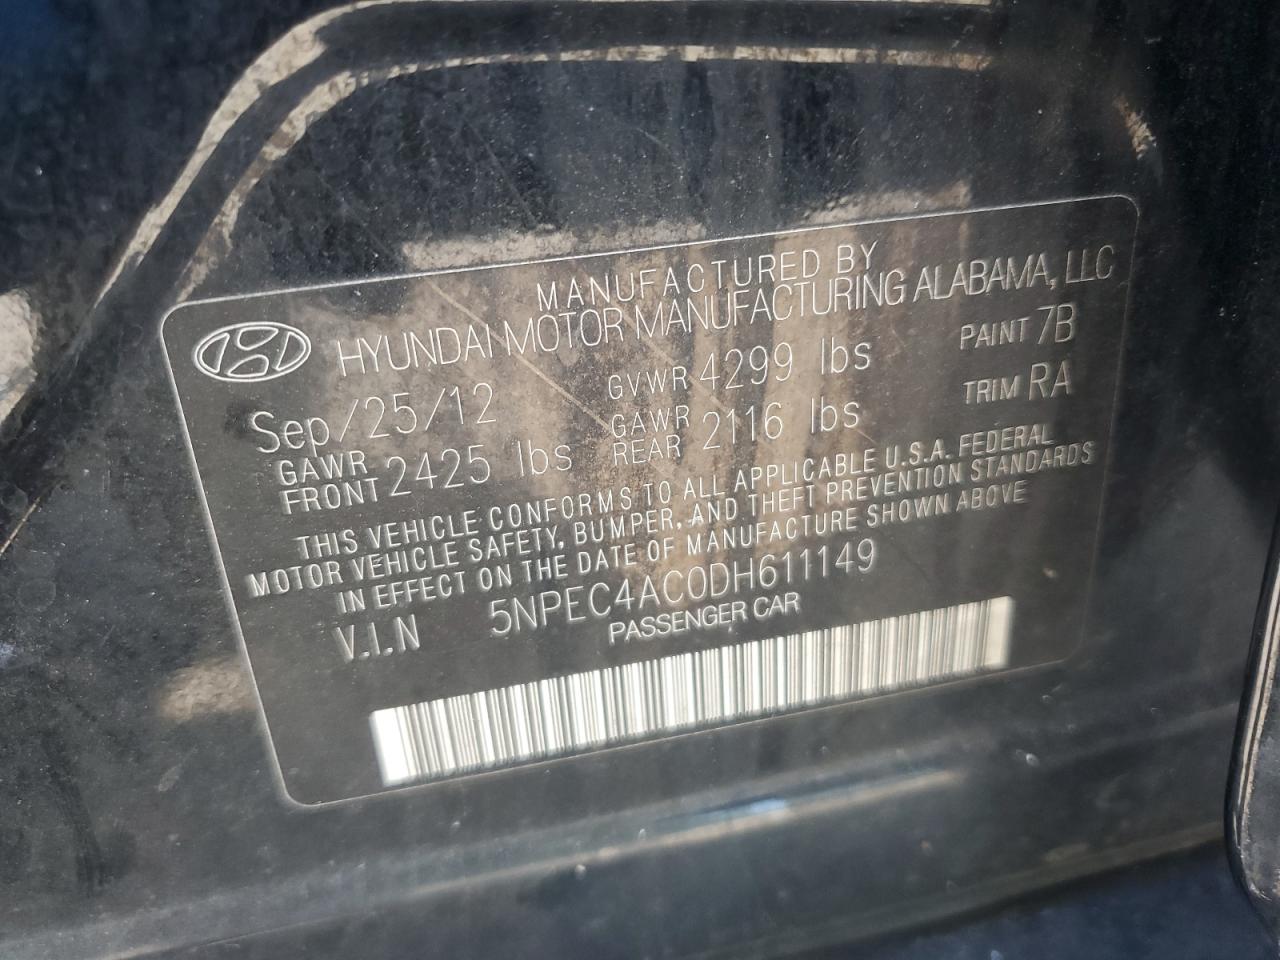 MANUFACTURED BY
HYUNDAI MOTOR MANUFACTURING ALABAMA, LLC
Sep/25/12 GVWR 4299 lbs PAINT 7B
GAWR FRONT 2425 lbs GAWR REAR 2116 lbs TRIM RA
THIS VEHICLE CONFORMS TO ALL APPLICABLE U.S.A. FEDERAL
MOTOR VEHICLE SAFETY, BUMPER, AND THEFT PREVENTION STANDARDS
IN EFFECT ON THE DATE OF MANUFACTURE SHOWN ABOVE
V.I.N 5NPEC4AC0DH611149
PASSENGER CAR